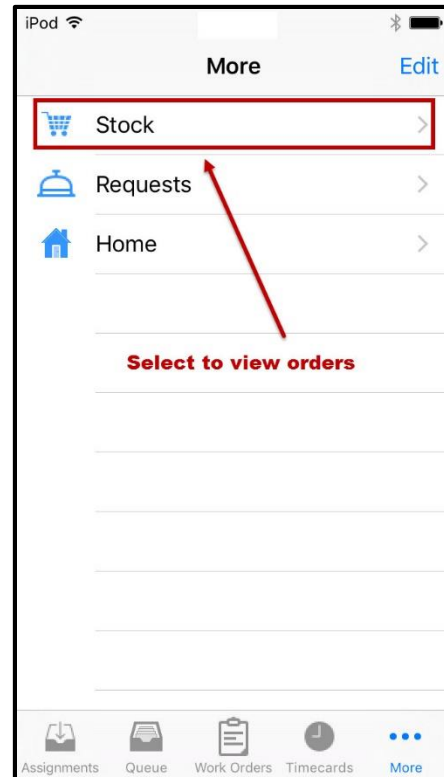 iPod
More Edit
Stock
Requests
Home
Select to view orders
Assignments Queue Work Orders Timecards More